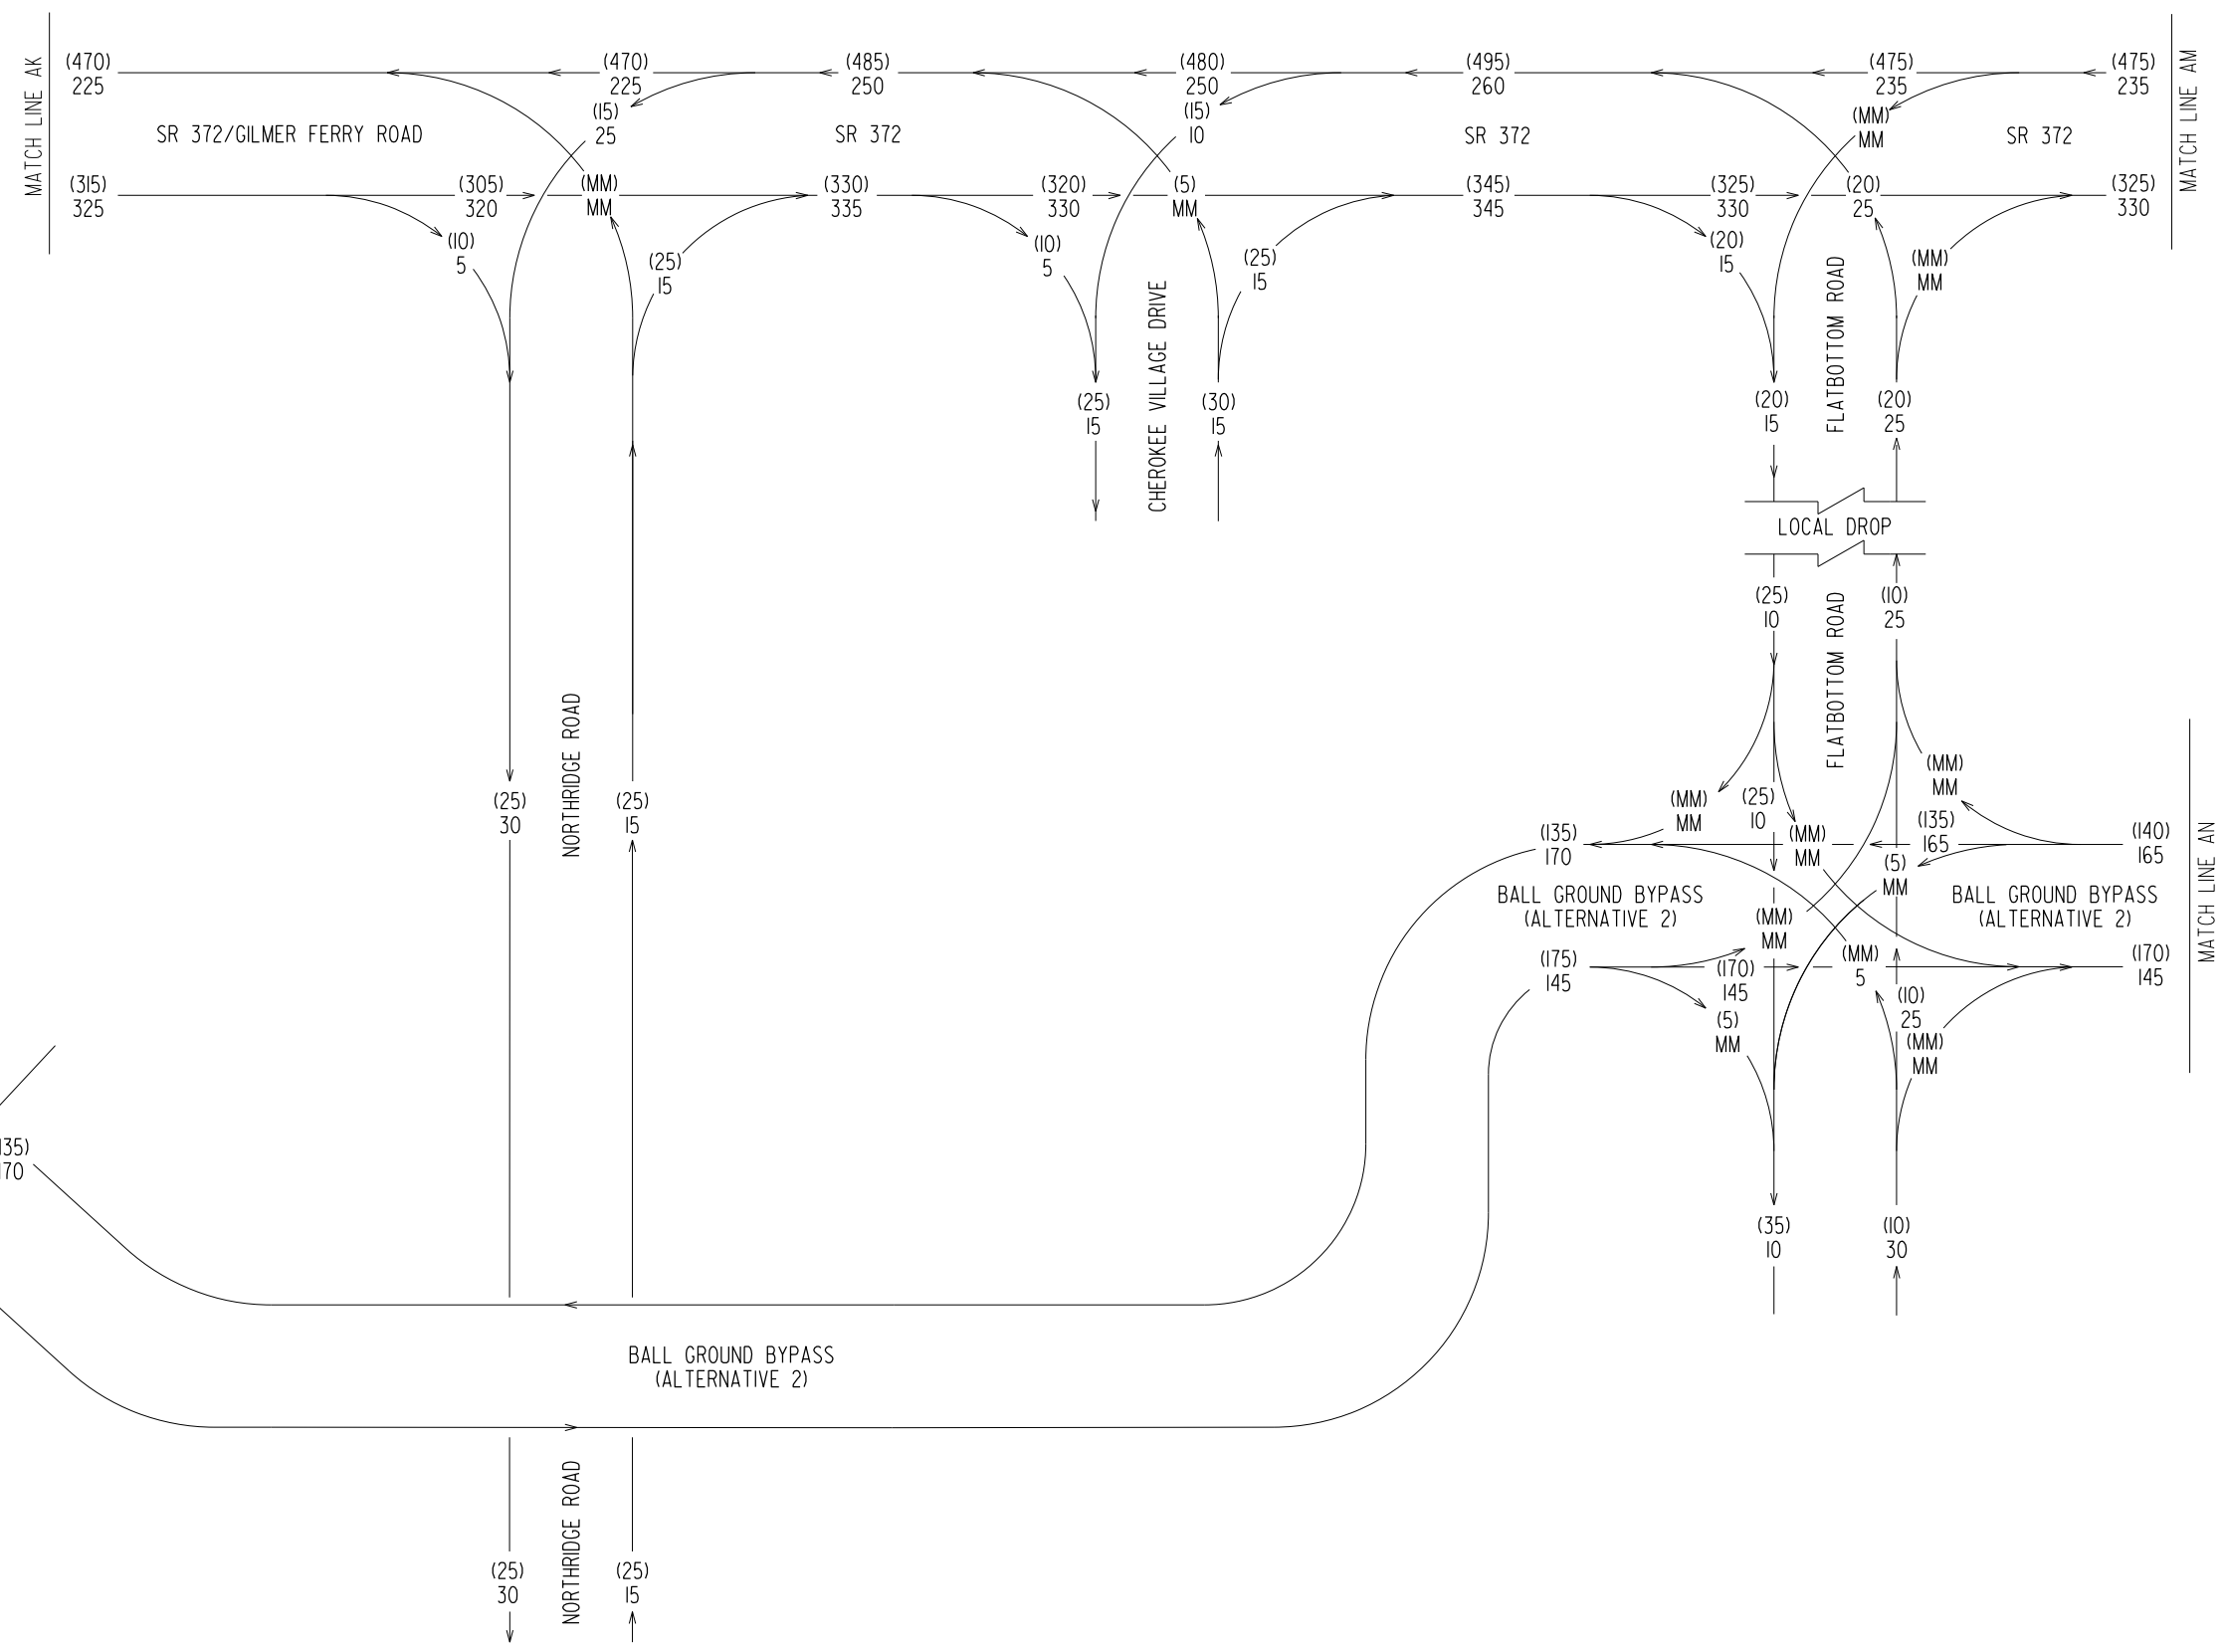 MATCH LINE AK
(470)
225
(470)
225
(485)
250
(480)
250
(495)
260
(475)
235
(475)
235
MATCH LINE AM
(15)
25
(15)
10
(MM)
MM
SR 372/GILMER FERRY ROAD
SR 372
SR 372
SR 372
(315)
325
(305)
320
(MM)
MM
(330)
335
(320)
330
(5)
MM
(345)
345
(325)
330
(20)
25
(325)
330
(10)
5
(25)
15
(10)
5
(25)
15
(20)
15
(MM)
MM
CHEROKEE VILLAGE DRIVE
FLATBOTTOM ROAD
(25)
15
(30)
15
(20)
15
(20)
25
LOCAL DROP
(25)
10
(10)
25
FLATBOTTOM ROAD
NORTHRIDGE ROAD
(25)
30
(25)
15
(MM)
MM
(MM)
MM
(25)
10
(135)
170
(MM)
MM
(135)
165
(140)
165
MATCH LINE AN
(5)
MM
BALL GROUND BYPASS
(ALTERNATIVE 2)
(MM)
MM
BALL GROUND BYPASS
(ALTERNATIVE 2)
(175)
145
(170)
145
(MM)
5
(170)
145
(10)
25
(5)
MM
(MM)
MM
135)
170
(35)
10
(10)
30
BALL GROUND BYPASS
(ALTERNATIVE 2)
NORTHRIDGE ROAD
(25)
30
(25)
15